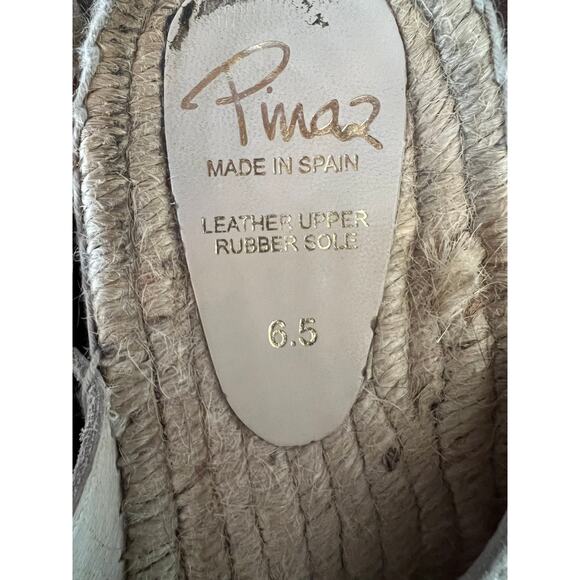 Pinaz
MADE IN SPAIN
LEATHER UPPER
RUBBER SOLE
6.5